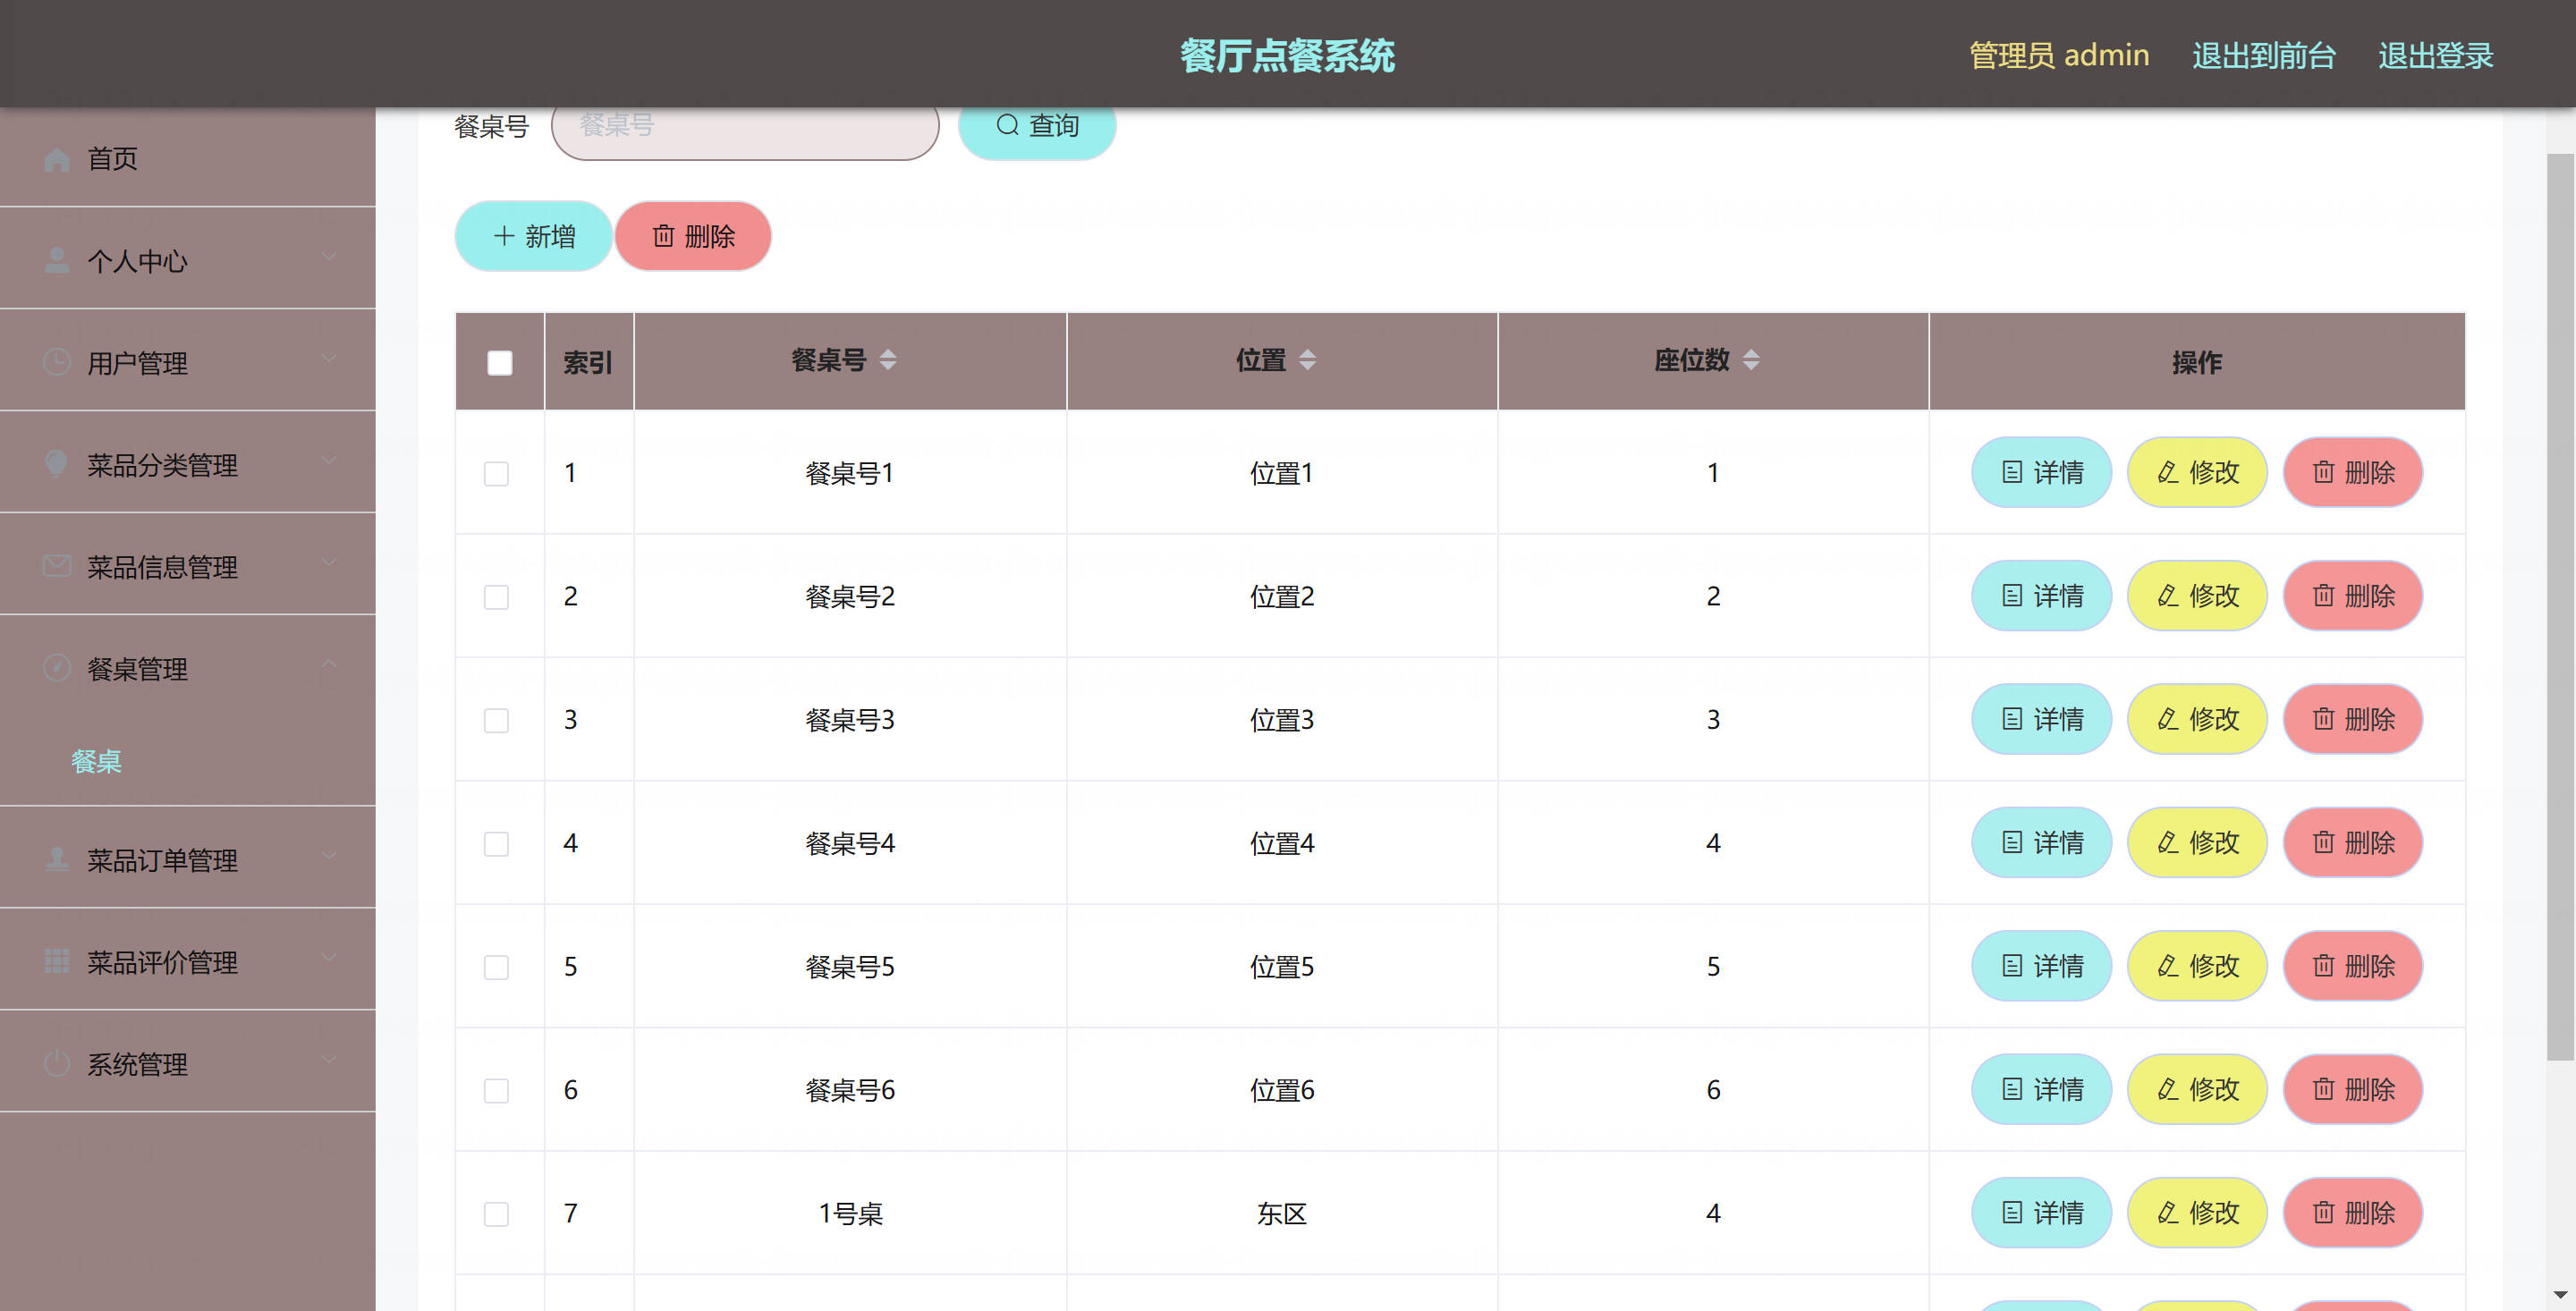 餐厅点餐系统
管理员 admin 退出到前台 退出登录
首页
个人中心
用户管理
菜品分类管理
菜品信息管理
餐桌管理
餐桌
菜品订单管理
菜品评价管理
系统管理
餐桌号 餐桌号 查询
新增 删除
索引 餐桌号 位置 座位数 操作
1 餐桌号1 位置1 1 详情 修改 删除
2 餐桌号2 位置2 2 详情 修改 删除
3 餐桌号3 位置3 3 详情 修改 删除
4 餐桌号4 位置4 4 详情 修改 删除
5 餐桌号5 位置5 5 详情 修改 删除
6 餐桌号6 位置6 6 详情 修改 删除
7 1号桌 东区 4 详情 修改 删除